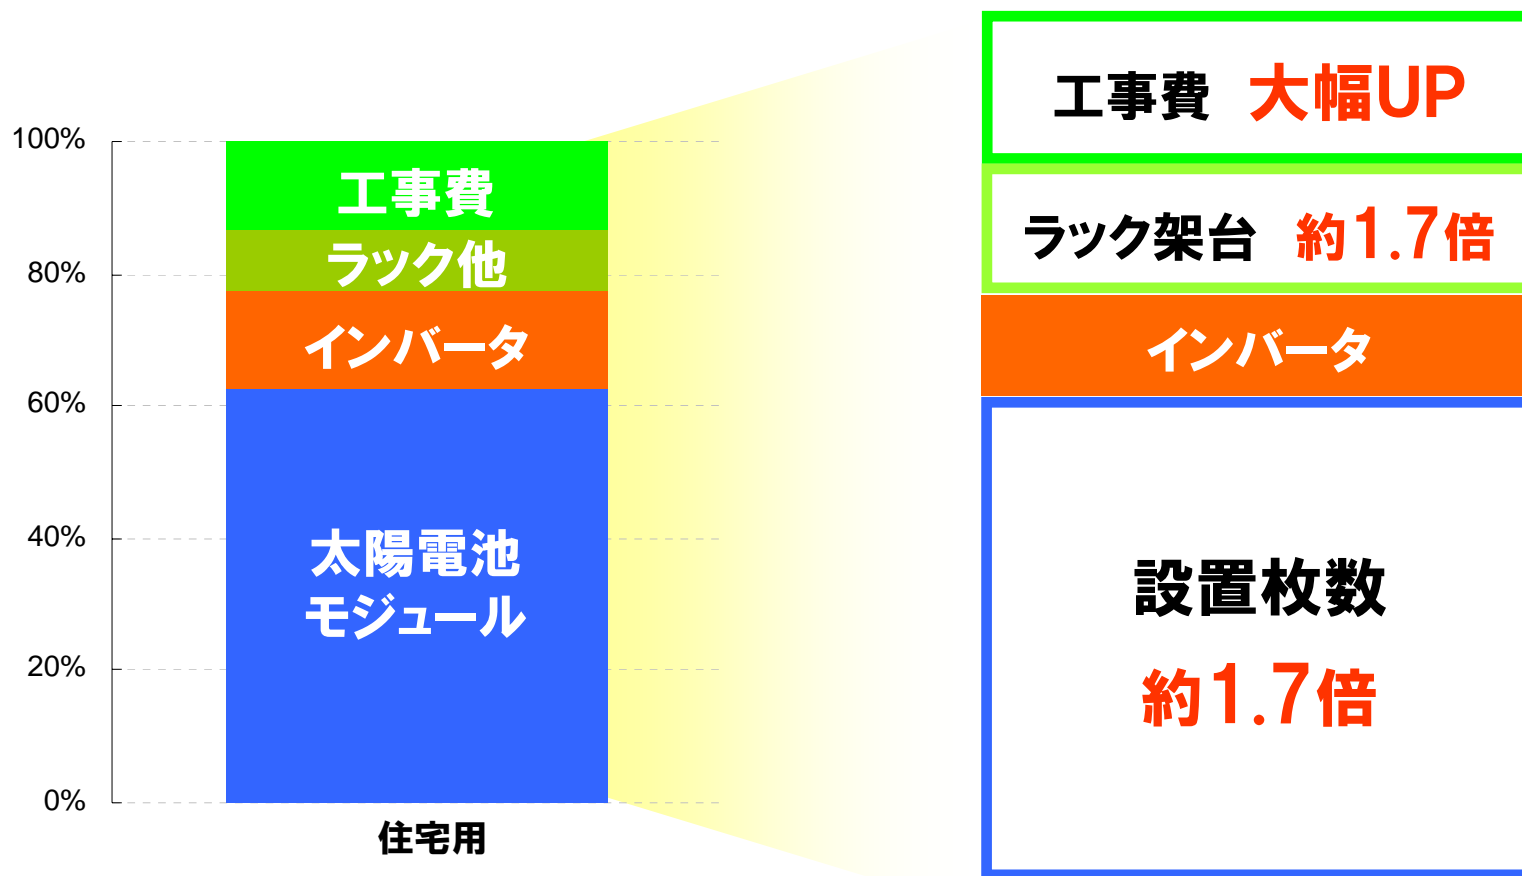 100%
80%
60%
40%
20%
0%
工事費
ラック他
インバータ
太陽電池
モジュール
住宅用
工事費 大幅UP
ラック架台 約1.7倍
インバータ
設置枚数
約1.7倍